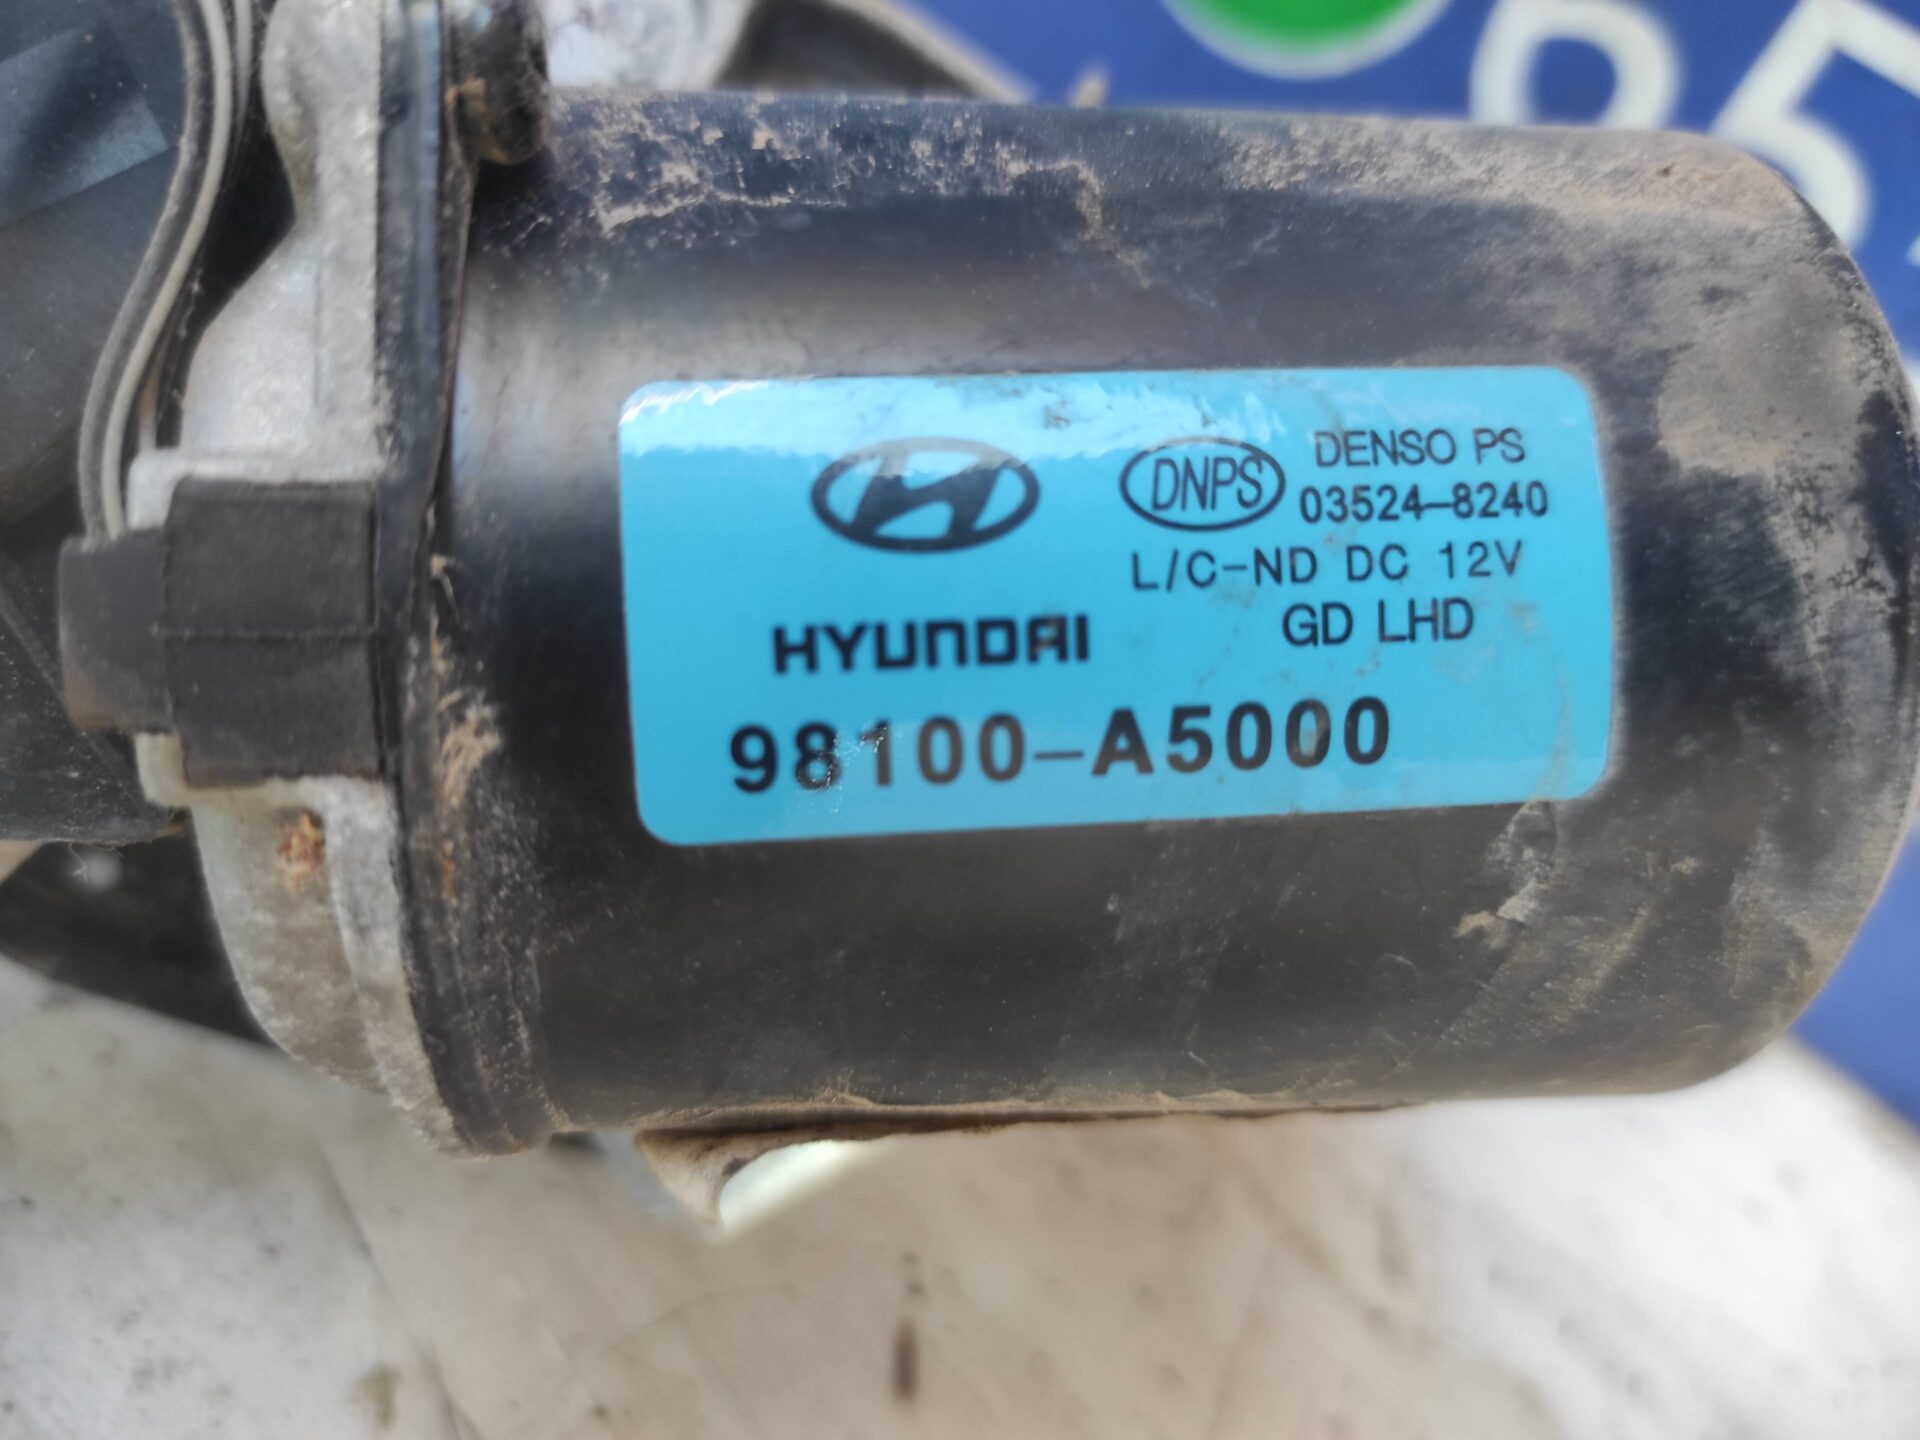 DNPS
DENSO PS
03524-8240
L/C-ND DC 12V
GD LHD
HYUNDAI
98100-A5000